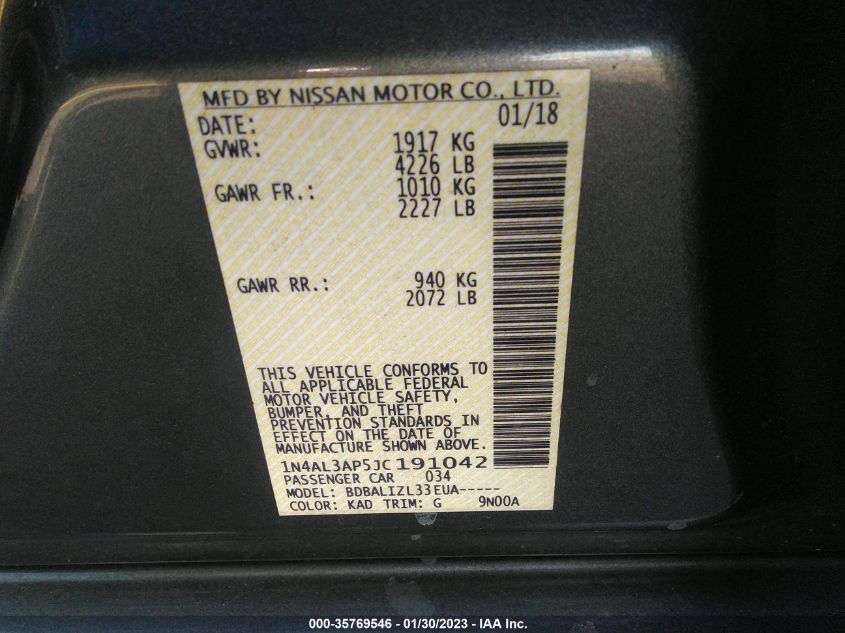 MFD BY NISSAN MOTOR CO., LTD.
DATE: 01/18
GVWR: 1917 KG
4226 LB
GAWR FR.: 1010 KG
2227 LB
GAWR RR.: 940 KG
2072 LB
THIS VEHICLE CONFORMS TO
ALL APPLICABLE FEDERAL
MOTOR VEHICLE SAFETY,
BUMPER, AND THEFT
PREVENTION STANDARDS IN
EFFECT ON THE DATE OF
MANUFACTURE SHOWN ABOVE.
1N4AL3AP5JC191042
PASSENGER CAR 034
MODEL: BDBALIZL33EUA-----
COLOR: KAD TRIM: G 9N00A
000-35769546 - 01/30/2023 - IAA Inc.